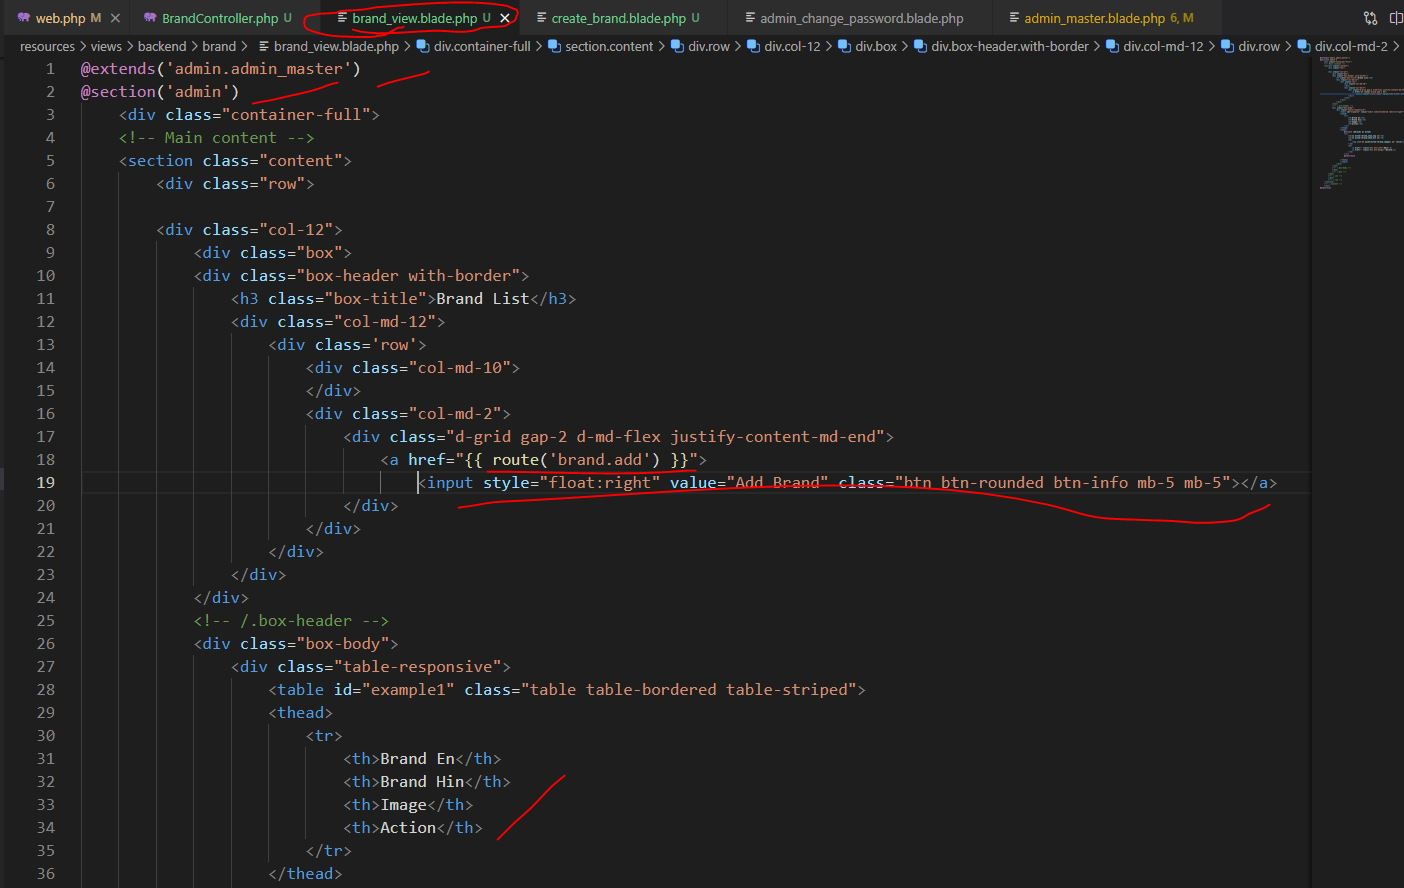 web.php M
BrandController.php U
brand_view.blade.php U
create_brand.blade.php U
admin_change_password.blade.php
admin_master.blade.php 6, M
resources > views > backend > brand > brand_view.blade.php > div.container-full > section.content > div.row > div.col-12 > div.box > div.box-header.with-border > div.col-md-12 > div.row > div.col-md-2 >
1 @extends('admin.admin_master')
2 @section('admin')
3 <div class="container-full">
4 <!-- Main content -->
5 <section class="content">
6 <div class="row">
7
8 <div class="col-12">
9 <div class="box">
10 <div class="box-header with-border">
11 <h3 class="box-title">Brand List</h3>
12 <div class="col-md-12">
13 <div class='row'>
14 <div class="col-md-10">
15 </div>
16 <div class="col-md-2">
17 <div class="d-grid gap-2 d-md-flex justify-content-md-end">
18 <a href="{{ route('brand.add') }}">
19 <input style="float:right" value="Add Brand" class="btn btn-rounded btn-info mb-5 mb-5"></a>
20 </div>
21 </div>
22 </div>
23 </div>
24 </div>
25 <!-- /.box-header -->
26 <div class="box-body">
27 <div class="table-responsive">
28 <table id="example1" class="table table-bordered table-striped">
29 <thead>
30 <tr>
31 <th>Brand En</th>
32 <th>Brand Hin</th>
33 <th>Image</th>
34 <th>Action</th>
35 </tr>
36 </thead>